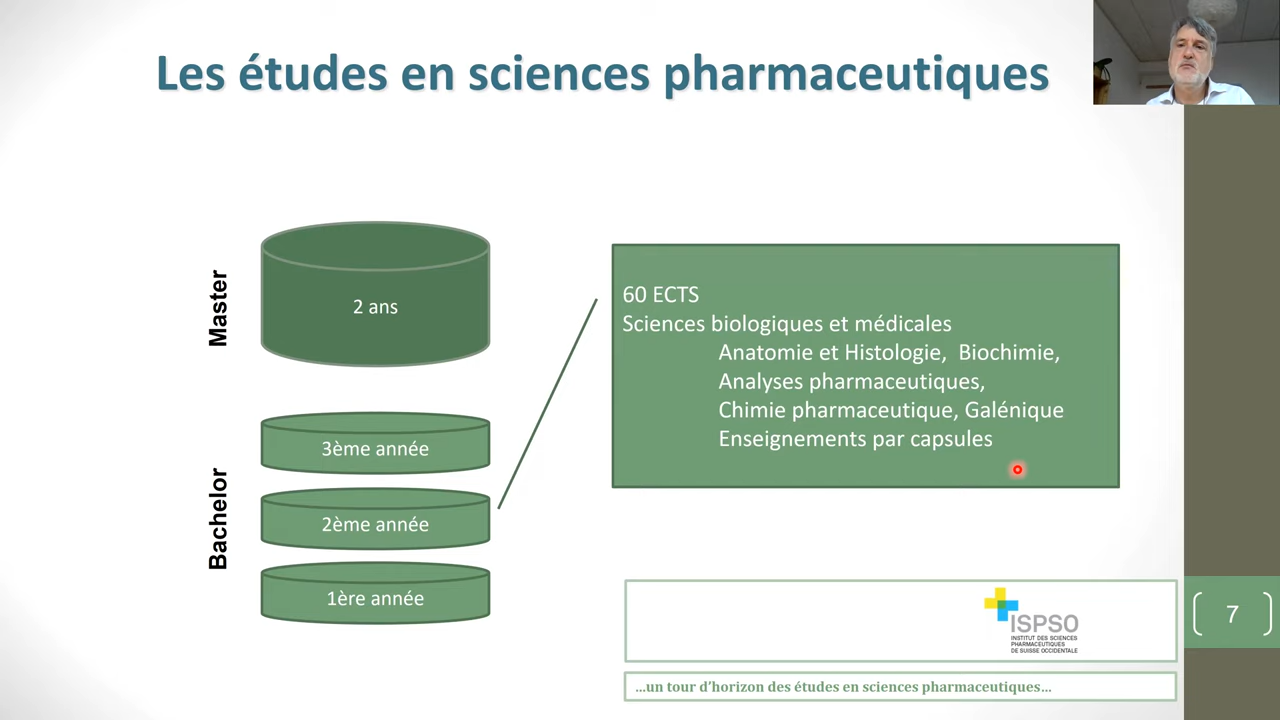 Les études en sciences pharmaceutiques
Master
2 ans
Bachelor
3ème année
2ème année
1ère année
60 ECTS
Sciences biologiques et médicales
Anatomie et Histologie, Biochimie,
Analyses pharmaceutiques,
Chimie pharmaceutique, Galénique
Enseignements par capsules
ISPSO
INSTITUT DES SCIENCES
PHARMACEUTIQUES
DE SUISSE OCCIDENTALE
7
...un tour d'horizon des études en sciences pharmaceutiques...